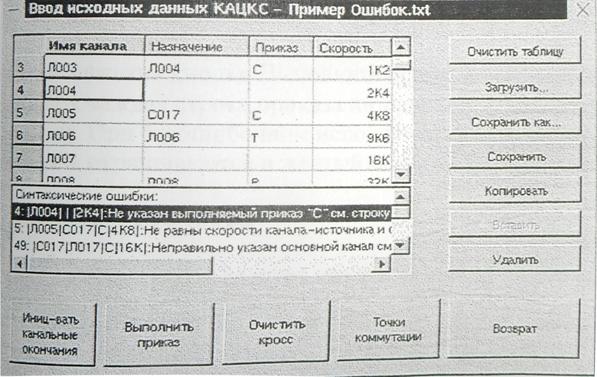 Ввод исходных данных КАЦКС - Пример Ошибок.txt
Имя канала Назначение Приказ Скорость
3 Л003 Л004 С 1К2
4 Л004 2К4
5 Л005 С017 С 4К8
6 Л006 Л006 Т 9К6
7 Л007 16К
8 Л008 Л008 Р 32К
Синтаксические ошибки:
4: |Л004| | |2К4|:Не указан выполняемый приказ "С" см. строку
5: |Л005|С017|С|4К8|:Не равны скорости канала-источника и с
49: |С017|Л017|С|16К|:Неправильно указан основной канал см
Очистить таблицу
Загрузить...
Сохранить как...
Сохранить
Копировать
Вставить
Удалить
Иниц-вать
канальные
окончания
Выполнить
приказ
Очистить
кросс
Точки
коммутации
Возврат